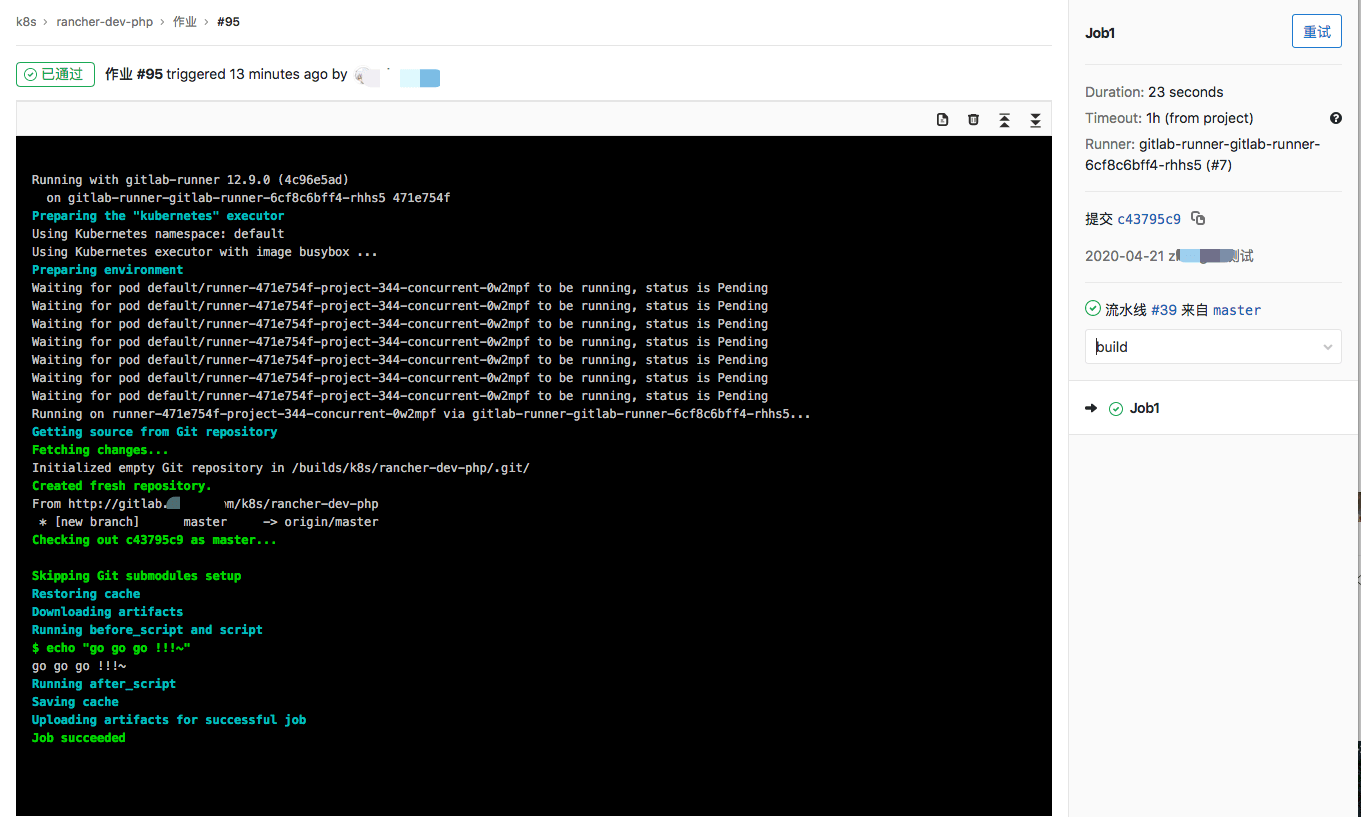 k8s › rancher-dev-php › 作业 › #95
已通过 作业 #95 triggered 13 minutes ago by
Running with gitlab-runner 12.9.0 (4c96e5ad)
on gitlab-runner-gitlab-runner-6cf8c6bff4-rhhs5 471e754f
Preparing the "kubernetes" executor
Using Kubernetes namespace: default
Using Kubernetes executor with image busybox ...
Preparing environment
Waiting for pod default/runner-471e754f-project-344-concurrent-0w2mpf to be running, status is Pending
Waiting for pod default/runner-471e754f-project-344-concurrent-0w2mpf to be running, status is Pending
Waiting for pod default/runner-471e754f-project-344-concurrent-0w2mpf to be running, status is Pending
Waiting for pod default/runner-471e754f-project-344-concurrent-0w2mpf to be running, status is Pending
Waiting for pod default/runner-471e754f-project-344-concurrent-0w2mpf to be running, status is Pending
Waiting for pod default/runner-471e754f-project-344-concurrent-0w2mpf to be running, status is Pending
Waiting for pod default/runner-471e754f-project-344-concurrent-0w2mpf to be running, status is Pending
Running on runner-471e754f-project-344-concurrent-0w2mpf via gitlab-runner-gitlab-runner-6cf8c6bff4-rhhs5...
Getting source from Git repository
Fetching changes...
Initialized empty Git repository in /builds/k8s/rancher-dev-php/.git/
Created fresh repository.
From http://gitlab. m/k8s/rancher-dev-php
* [new branch] master -> origin/master
Checking out c43795c9 as master...
Skipping Git submodules setup
Restoring cache
Downloading artifacts
Running before_script and script
$ echo "go go go !!!~"
go go go !!!~
Running after_script
Saving cache
Uploading artifacts for successful job
Job succeeded
Job1
重试
Duration: 23 seconds
Timeout: 1h (from project)
Runner: gitlab-runner-gitlab-runner-
6cf8c6bff4-rhhs5 (#7)
提交 c43795c9
2020-04-21 试
流水线 #39 来自 master
build
Job1